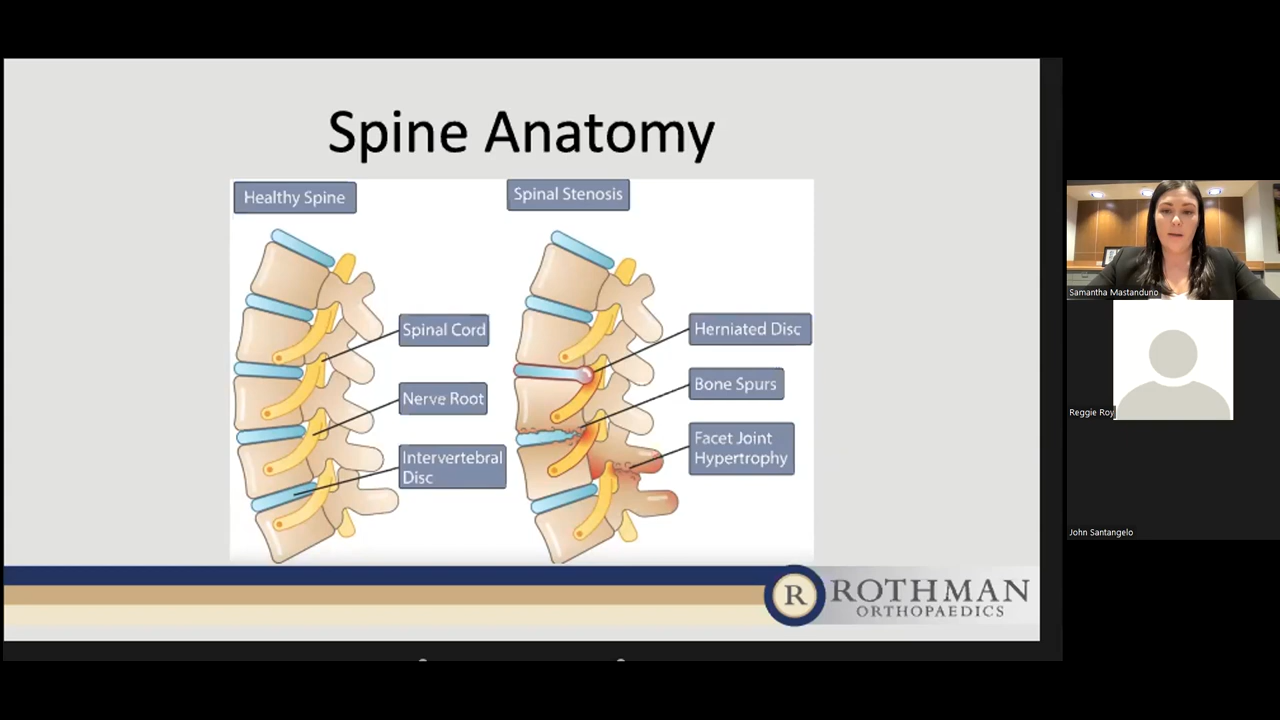 Spine Anatomy
Healthy Spine
Spinal Stenosis
Spinal Cord
Nerve Root
Intervertebral
Disc
Herniated Disc
Bone Spurs
Facet Joint
Hypertrophy
R
ROTHMAN
ORTHOPAEDICS
Samantha Mastanduno
Reggie Roy
John Santangelo